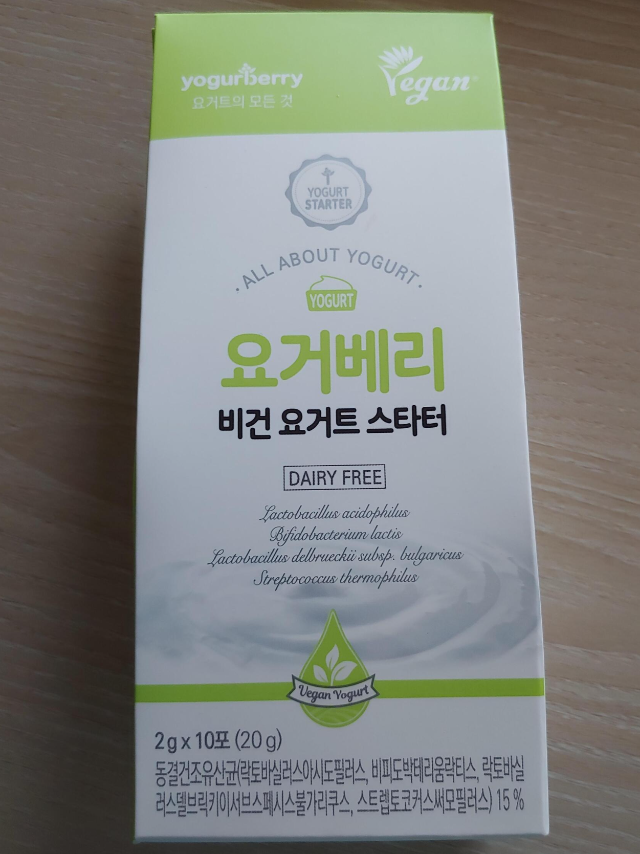 yogurberry
요거트의 모든 것
Vegan
YOGURT
STARTER
· ALL ABOUT YOGURT ·
YOGURT
요거베리
비건 요거트 스타터
DAIRY FREE
Lactobacillus acidophilus
Bifidobacterium lactis
Lactobacillus delbrueckii subsp. bulgaricus
Streptococcus thermophilus
Vegan Yogurt
2g x 10포 (20 g)
동결건조유산균(락토바실러스아시도필러스, 비피도박테리움락티스, 락토바실
러스델브릭키이서브스페시스불가리쿠스, 스트렙토코커스써모필러스) 15 %